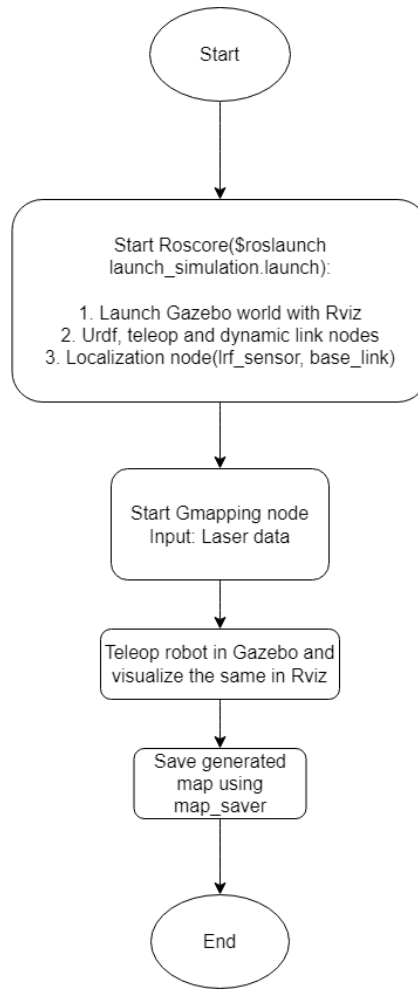 Start
Start Roscore($roslaunch
launch_simulation.launch):
1. Launch Gazebo world with Rviz
2. Urdf, teleop and dynamic link nodes
3. Localization node(lrf_sensor, base_link)
Start Gmapping node
Input: Laser data
Teleop robot in Gazebo and
visualize the same in Rviz
Save generated
map using
map_saver
End